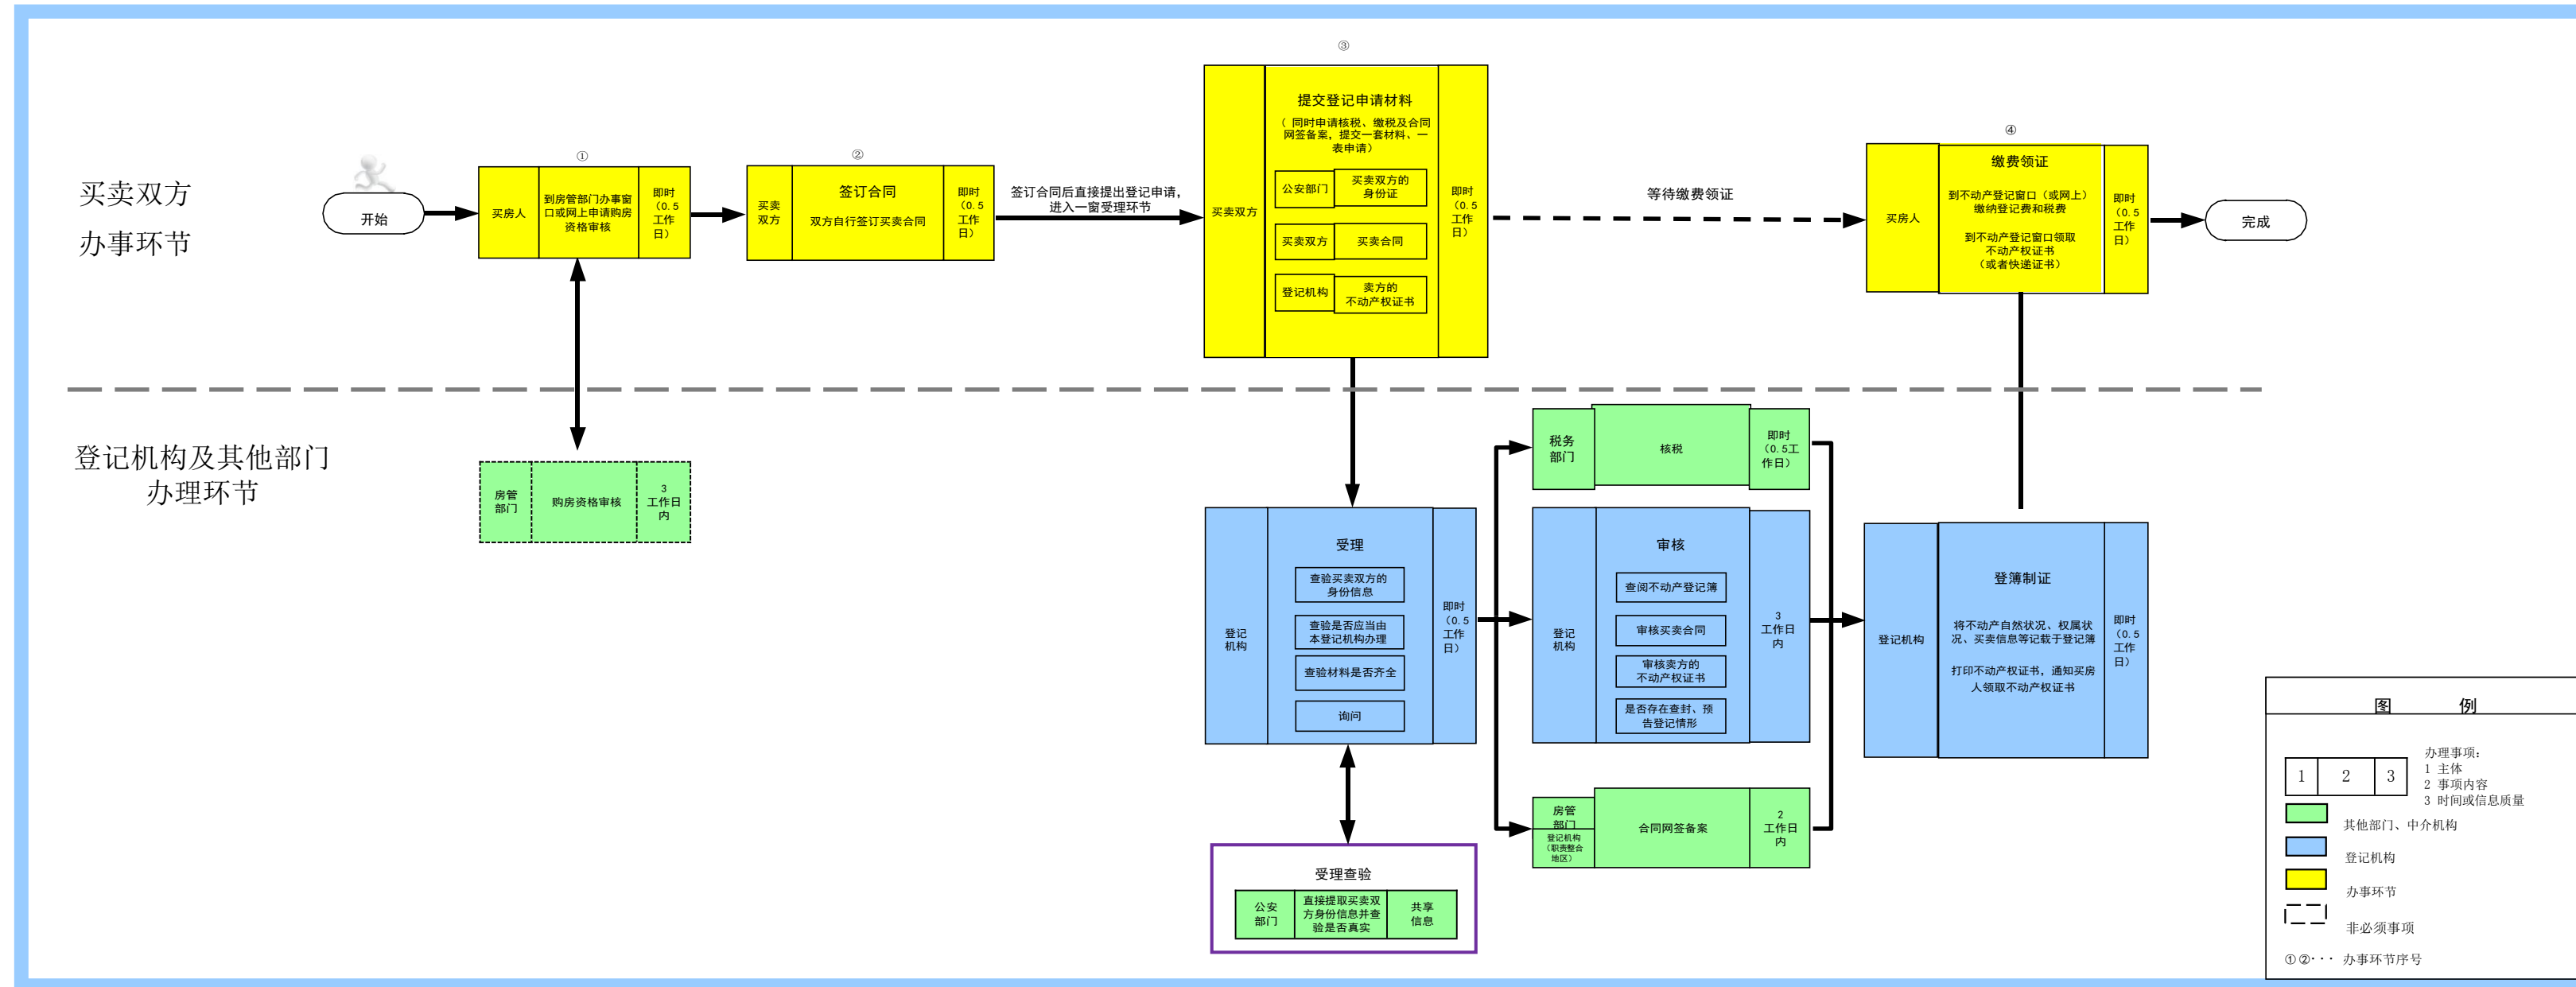 ③
④
①
②
买卖双方
办事环节
开始
买房人
到房管部门办事窗
口或网上申请购房
资格审核
即时
（0.5
工作
日）
买卖
双方
签订合同
双方自行签订买卖合同
即时
（0.5
工作
日）
签订合同后直接提出登记申请，
进入一窗受理环节
买卖双方
提交登记申请材料
（ 同时申请核税、缴税及合同
网签备案，提交一套材料、一
表申请）
公安部门
买卖双方的
身份证
买卖双方
买卖合同
登记机构
卖方的
不动产权证书
即时
（0.5
工作
日）
等待缴费领证
买房人
缴费领证
到不动产登记窗口（或网上）
缴纳登记费和税费
到不动产登记窗口领取
不动产权证书
（或者快递证书）
即时
（0.5
工作
日）
完成
登记机构及其他部门
办理环节
房管
部门
购房资格审核
3
工作日
内
税务
部门
核税
即时
（0.5工
作日）
登记
机构
受理
查验买卖双方的
身份信息
查验是否应当由
本登记机构办理
查验材料是否齐全
询问
即时
（0.5
工作
日）
登记
机构
审核
查阅不动产登记簿
审核买卖合同
审核卖方的
不动产权证书
是否存在查封、预
告登记情形
3
工作日
内
登记机构
登簿制证
将不动产自然状况、权属状
况、买卖信息等记载于登记簿
打印不动产权证书，通知买房
人领取不动产权证书
即时
（0.5
工作
日）
房管
部门
登记机构
（职责整合
地区）
合同网签备案
2
工作日
内
受理查验
公安
部门
直接提取买卖双
方身份信息并查
验是否真实
共享
信息
图 例
1 2 3
办理事项：
1 主体
2 事项内容
3 时间或信息质量
其他部门、中介机构
登记机构
办事环节
非必须事项
①②··· 办事环节序号